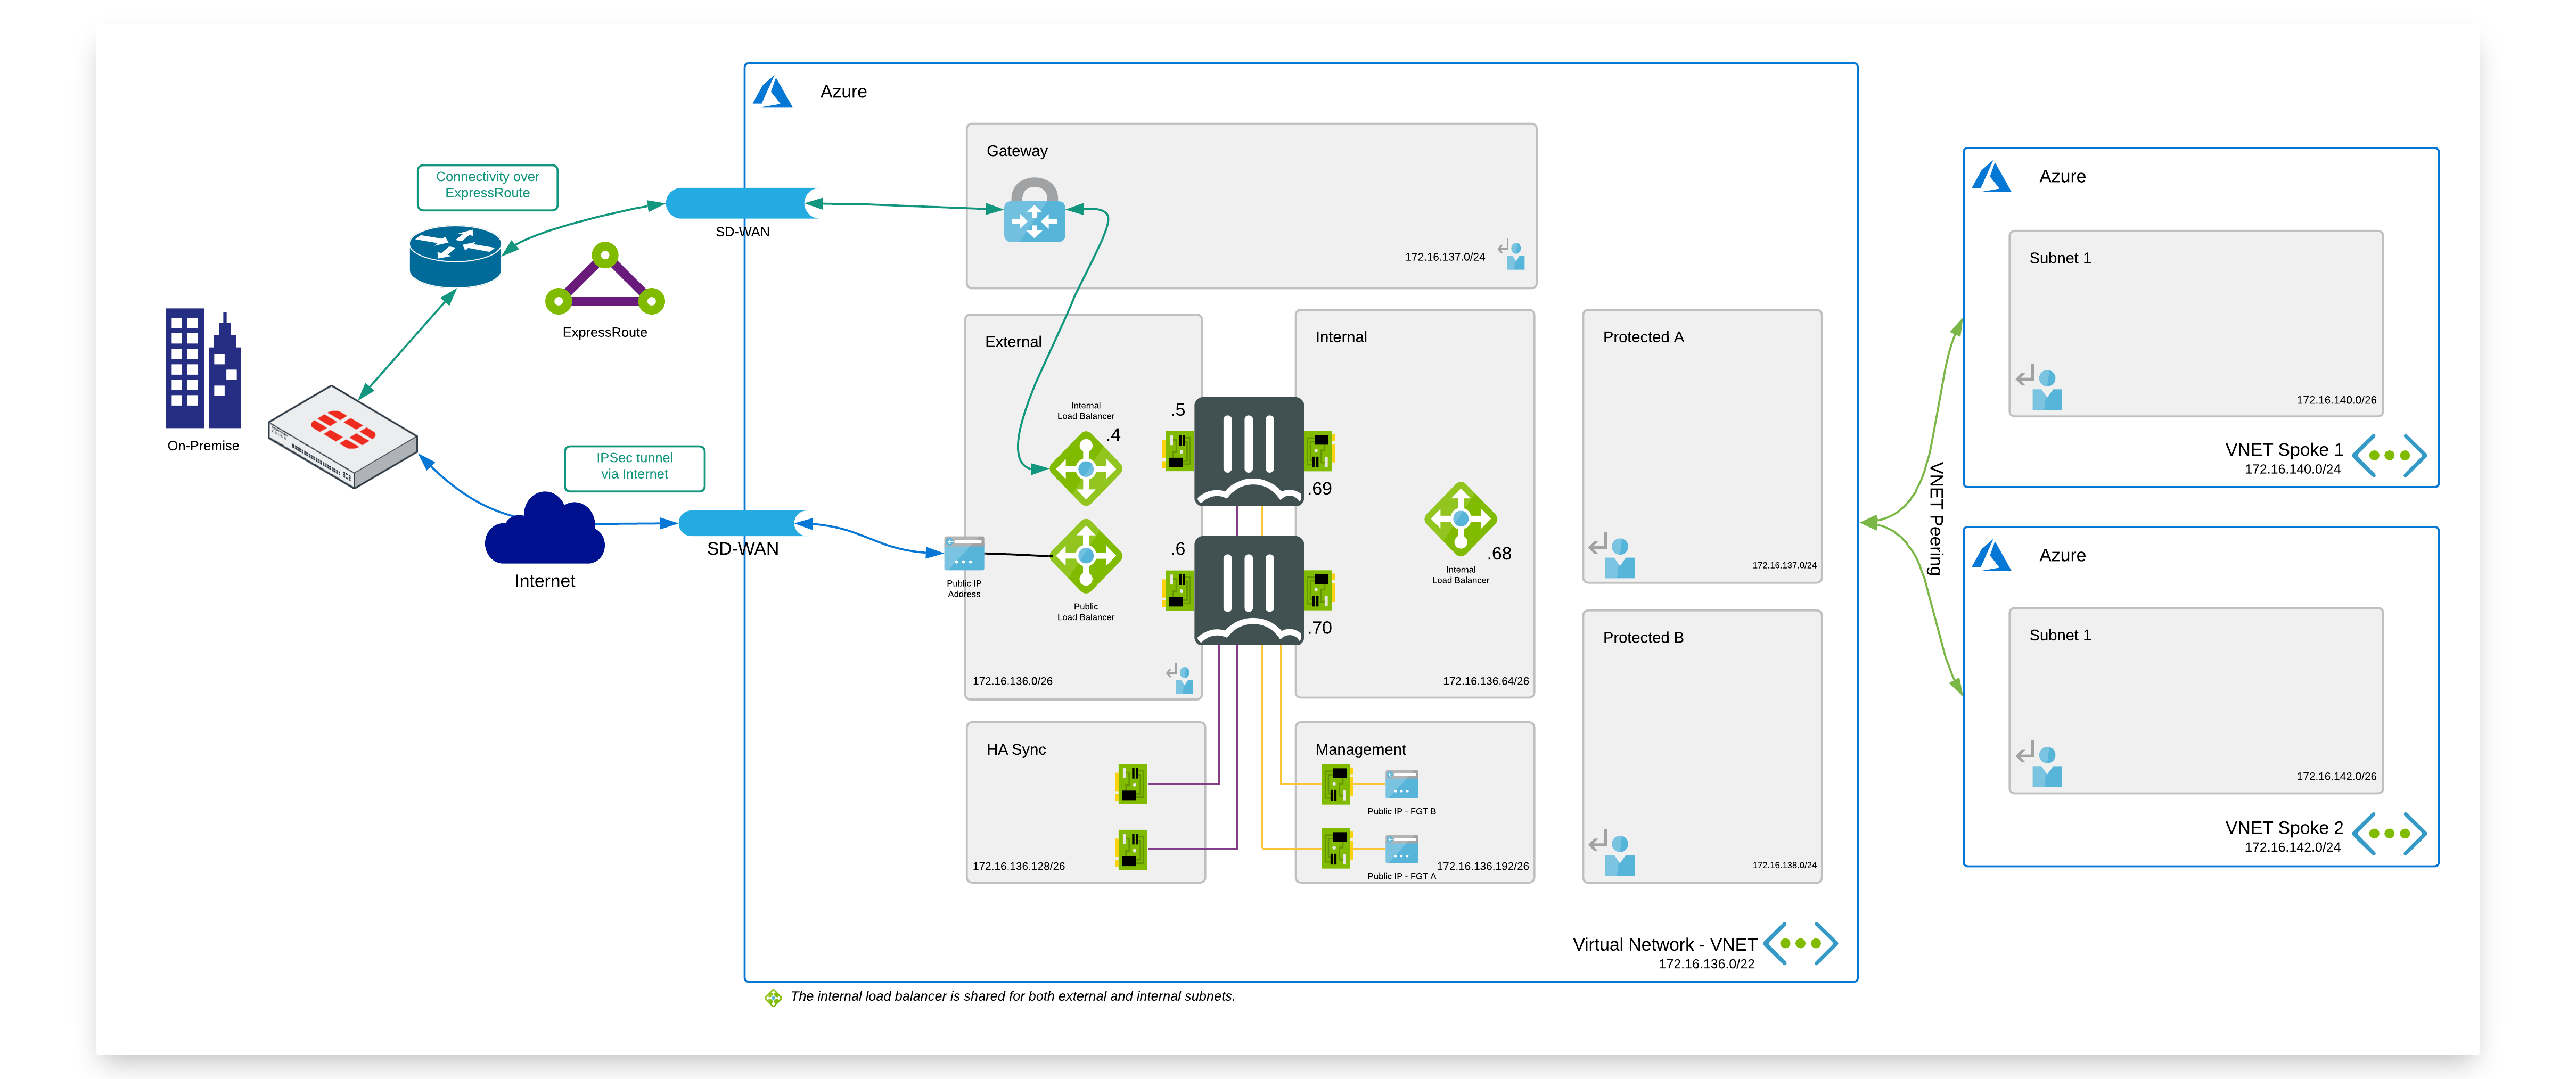 Azure
Gateway
172.16.137.0/24
Connectivity over
ExpressRoute
SD-WAN
ExpressRoute
On-Premise
IPSec tunnel
via Internet
SD-WAN
Internet
External
Internal
Load Balancer
.4
.5
.6
Public IP
Address
Public
Load Balancer
172.16.136.0/26
Internal
.69
.70
.68
Internal
Load Balancer
172.16.136.64/26
HA Sync
172.16.136.128/26
Management
Public IP - FGT B
Public IP - FGT A
172.16.136.192/26
Protected A
172.16.137.0/24
Protected B
172.16.138.0/24
Virtual Network - VNET
172.16.136.0/22
The internal load balancer is shared for both external and internal subnets.
VNET Peering
Azure
Subnet 1
172.16.140.0/26
VNET Spoke 1
172.16.140.0/24
Azure
Subnet 1
172.16.142.0/26
VNET Spoke 2
172.16.142.0/24